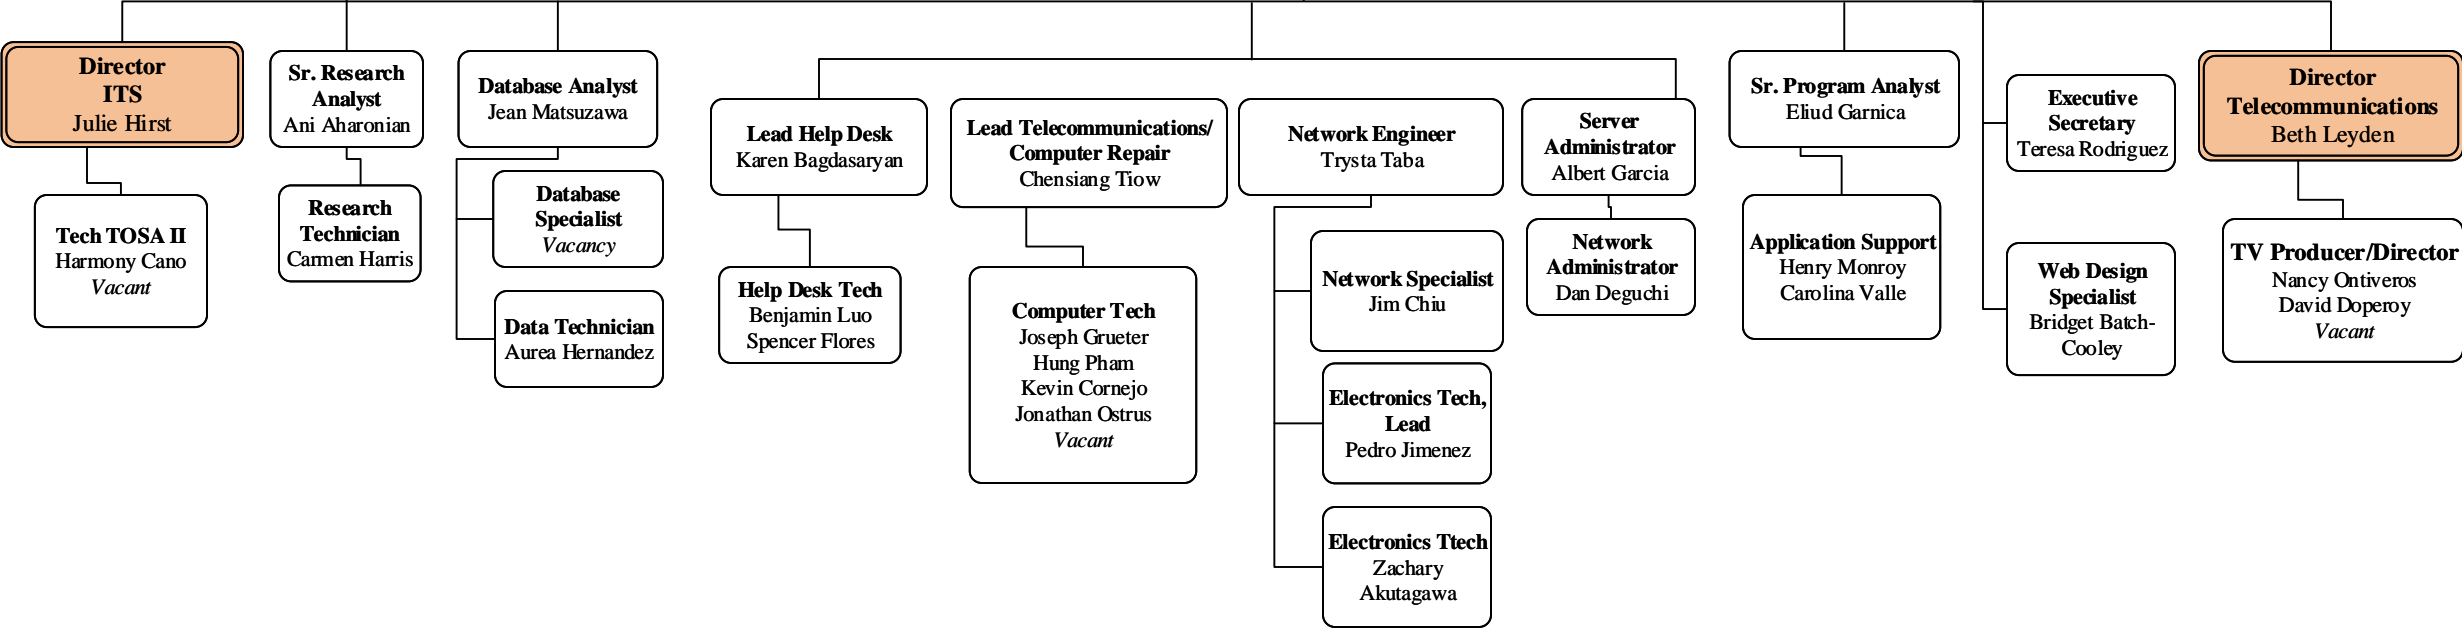 Director
ITS
Julie Hirst
Tech TOSA II
Harmony Cano
Vacant
Sr. Research
Analyst
Ani Aharonian
Research
Technician
Carmen Harris
Database Analyst
Jean Matsuzawa
Database
Specialist
Vacancy
Data Technician
Aurea Hernandez
Lead Help Desk
Karen Bagdasaryan
Help Desk Tech
Benjamin Luo
Spencer Flores
Lead Telecommunications/
Computer Repair
Chensiang Tiow
Computer Tech
Joseph Grueter
Hung Pham
Kevin Cornejo
Jonathan Ostrus
Vacant
Network Engineer
Trysta Taba
Network Specialist
Jim Chiu
Electronics Tech,
Lead
Pedro Jimenez
Electronics Ttech
Zachary
Akutagawa
Server
Administrator
Albert Garcia
Network
Administrator
Dan Deguchi
Sr. Program Analyst
Eliud Garnica
Application Support
Henry Monroy
Carolina Valle
Executive
Secretary
Teresa Rodriguez
Web Design
Specialist
Bridget Batch-
Cooley
Director
Telecommunications
Beth Leyden
TV Producer/Director
Nancy Ontiveros
David Doperoy
Vacant